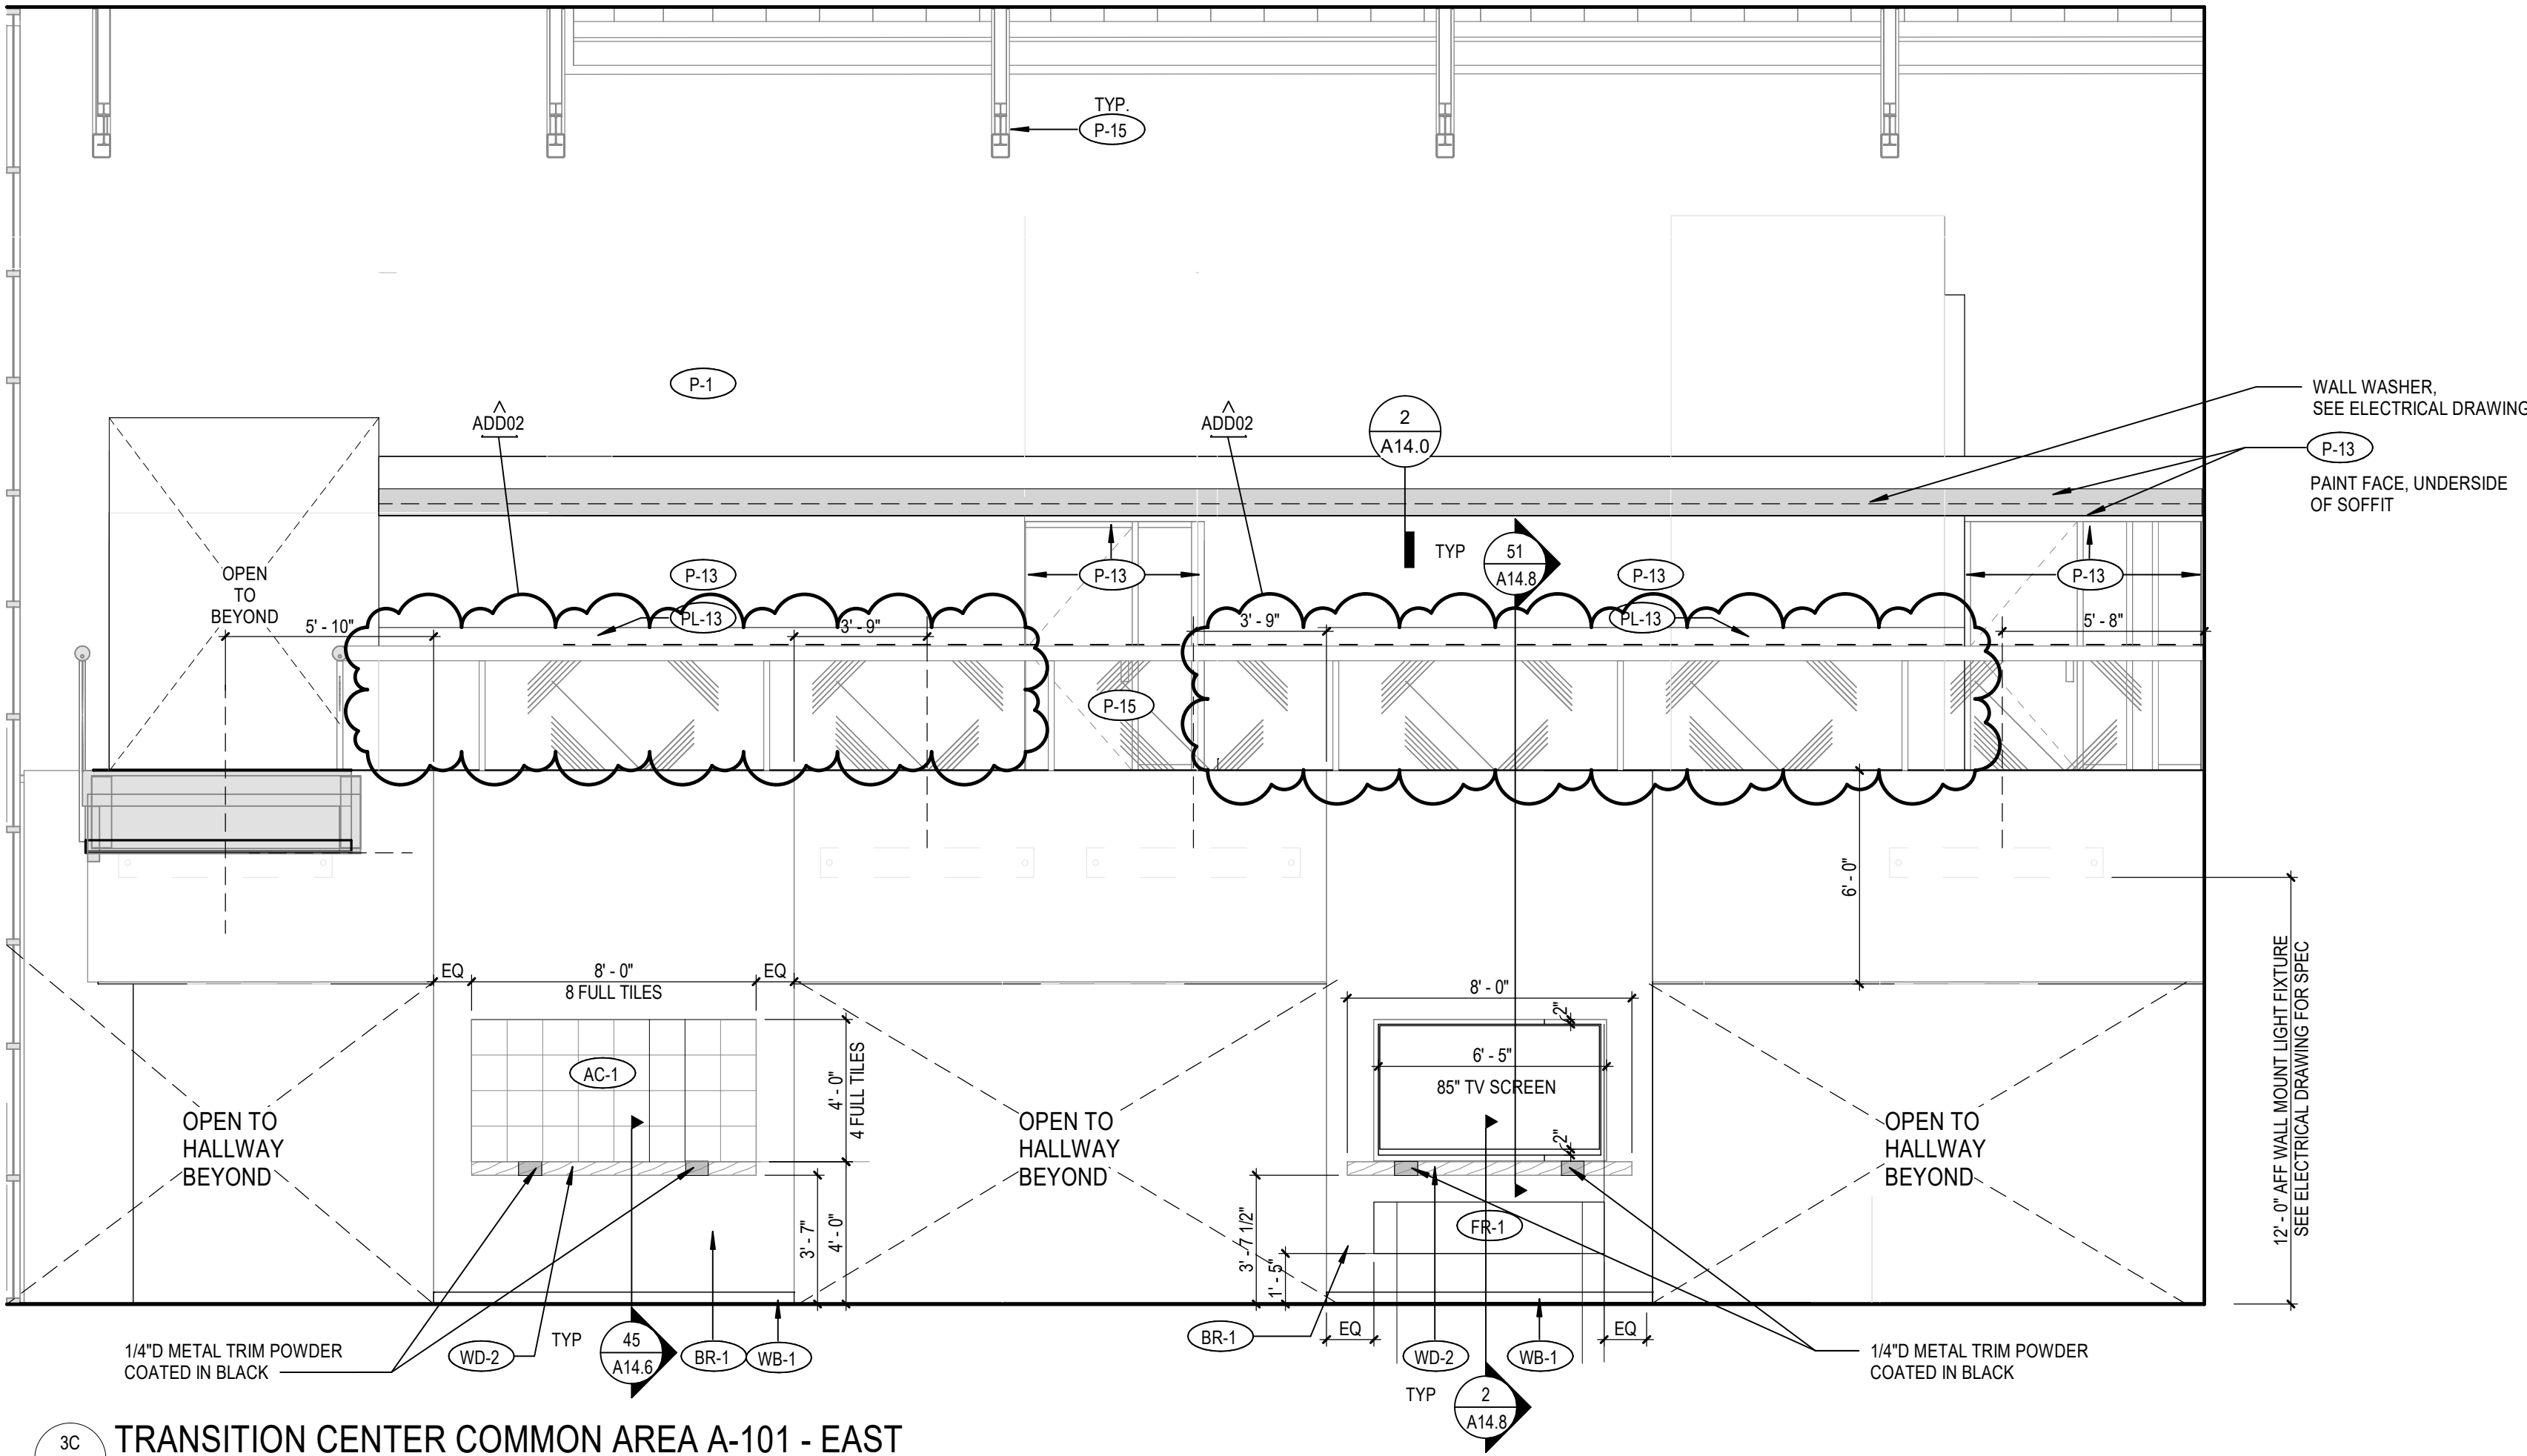 TYP.
P-15
P-1
WALL WASHER,
SEE ELECTRICAL DRAWING
ADD02
ADD02
2
A14.0
P-13
PAINT FACE, UNDERSIDE
OF SOFFIT
TYP
51
A14.8
OPEN
TO
BEYOND
P-13
P-13
P-13
P-13
PL-13
PL-13
5' - 10"
3' - 9"
3' - 9"
5' - 8"
P-15
6' - 0"
EQ
8' - 0"
EQ
8 FULL TILES
8' - 0"
2"
6' - 5"
85" TV SCREEN
2"
AC-1
4' - 0"
4 FULL TILES
OPEN TO
HALLWAY
BEYOND
OPEN TO
HALLWAY
BEYOND
OPEN TO
HALLWAY
BEYOND
12' - 0" AFF WALL MOUNT LIGHT FIXTURE
SEE ELECTRICAL DRAWING FOR SPEC
3' - 7"
4' - 0"
3' - 7 1/2"
1' - 5"
FR-1
EQ
EQ
1/4"D METAL TRIM POWDER
COATED IN BLACK
WD-2
TYP
45
A14.6
BR-1
WB-1
BR-1
WD-2
WB-1
TYP
2
A14.8
1/4"D METAL TRIM POWDER
COATED IN BLACK
3C
TRANSITION CENTER COMMON AREA A-101 - EAST